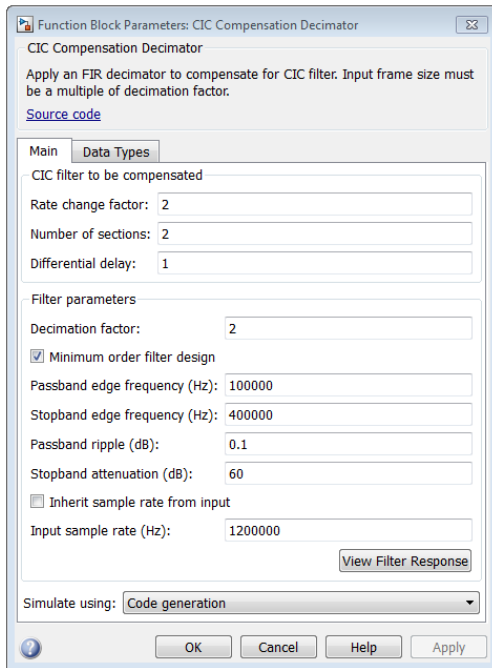 Function Block Parameters: CIC Compensation Decimator
CIC Compensation Decimator
Apply an FIR decimator to compensate for CIC filter. Input frame size must
be a multiple of decimation factor.
Source code
Main Data Types
CIC filter to be compensated
Rate change factor: 2
Number of sections: 2
Differential delay: 1
Filter parameters
Decimation factor: 2
Minimum order filter design
Passband edge frequency (Hz): 100000
Stopband edge frequency (Hz): 400000
Passband ripple (dB): 0.1
Stopband attenuation (dB): 60
Inherit sample rate from input
Input sample rate (Hz): 1200000
View Filter Response
Simulate using: Code generation
? OK Cancel Help Apply